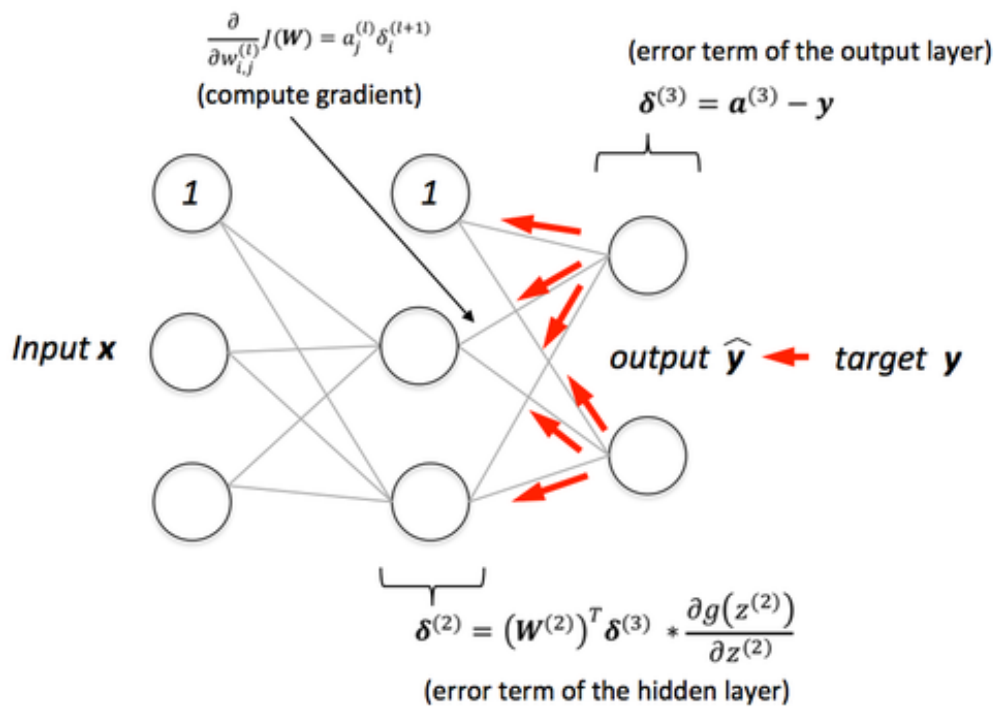 ∂/∂w_{i,j}^{(l)} J(W) = a_j^{(l)} δ_i^{(l+1)}
(compute gradient)
(error term of the output layer)
δ^{(3)} = a^{(3)} − y
1
1
Input x
output ŷ
target y
δ^{(2)} = (W^{(2)})^T δ^{(3)} * ∂g(z^{(2)})/∂z^{(2)}
(error term of the hidden layer)